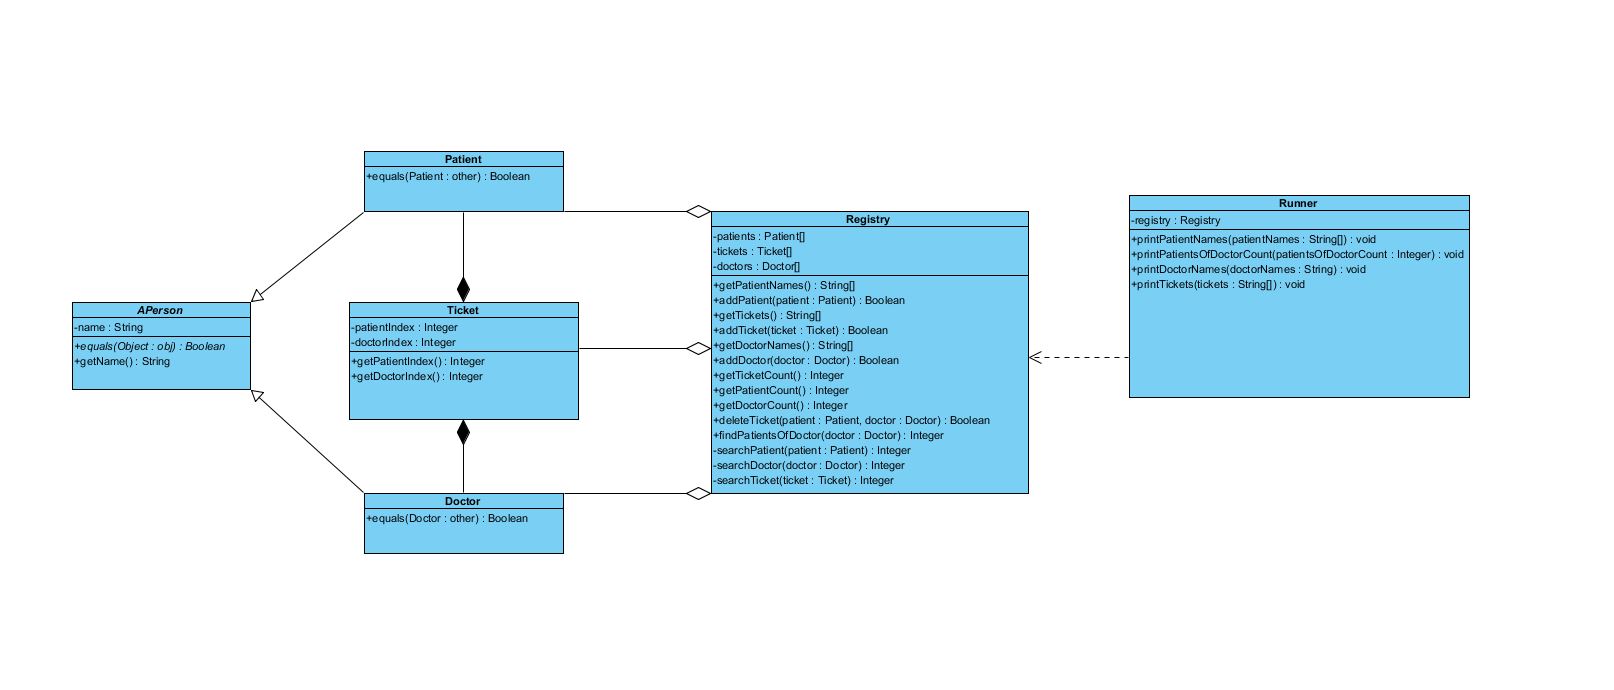 Patient
+equals(Patient : other) : Boolean
APerson
-name : String
+equals(Object : obj) : Boolean
+getName() : String
Ticket
-patientIndex : Integer
-doctorIndex : Integer
+getPatientIndex() : Integer
+getDoctorIndex() : Integer
Doctor
+equals(Doctor : other) : Boolean
Registry
-patients : Patient[]
-tickets : Ticket[]
-doctors : Doctor[]
+getPatientNames() : String[]
+addPatient(patient : Patient) : Boolean
+getTickets() : String[]
+addTicket(ticket : Ticket) : Boolean
+getDoctorNames() : String[]
+addDoctor(doctor : Doctor) : Boolean
+getTicketCount() : Integer
+getPatientCount() : Integer
+getDoctorCount() : Integer
+deleteTicket(patient : Patient, doctor : Doctor) : Boolean
+findPatientsOfDoctor(doctor : Doctor) : Integer
-searchPatient(patient : Patient) : Integer
-searchDoctor(doctor : Doctor) : Integer
-searchTicket(ticket : Ticket) : Integer
Runner
-registry : Registry
+printPatientNames(patientNames : String[]) : void
+printPatientsOfDoctorCount(patientsOfDoctorCount : Integer) : void
+printDoctorNames(doctorNames : String) : void
+printTickets(tickets : String[]) : void